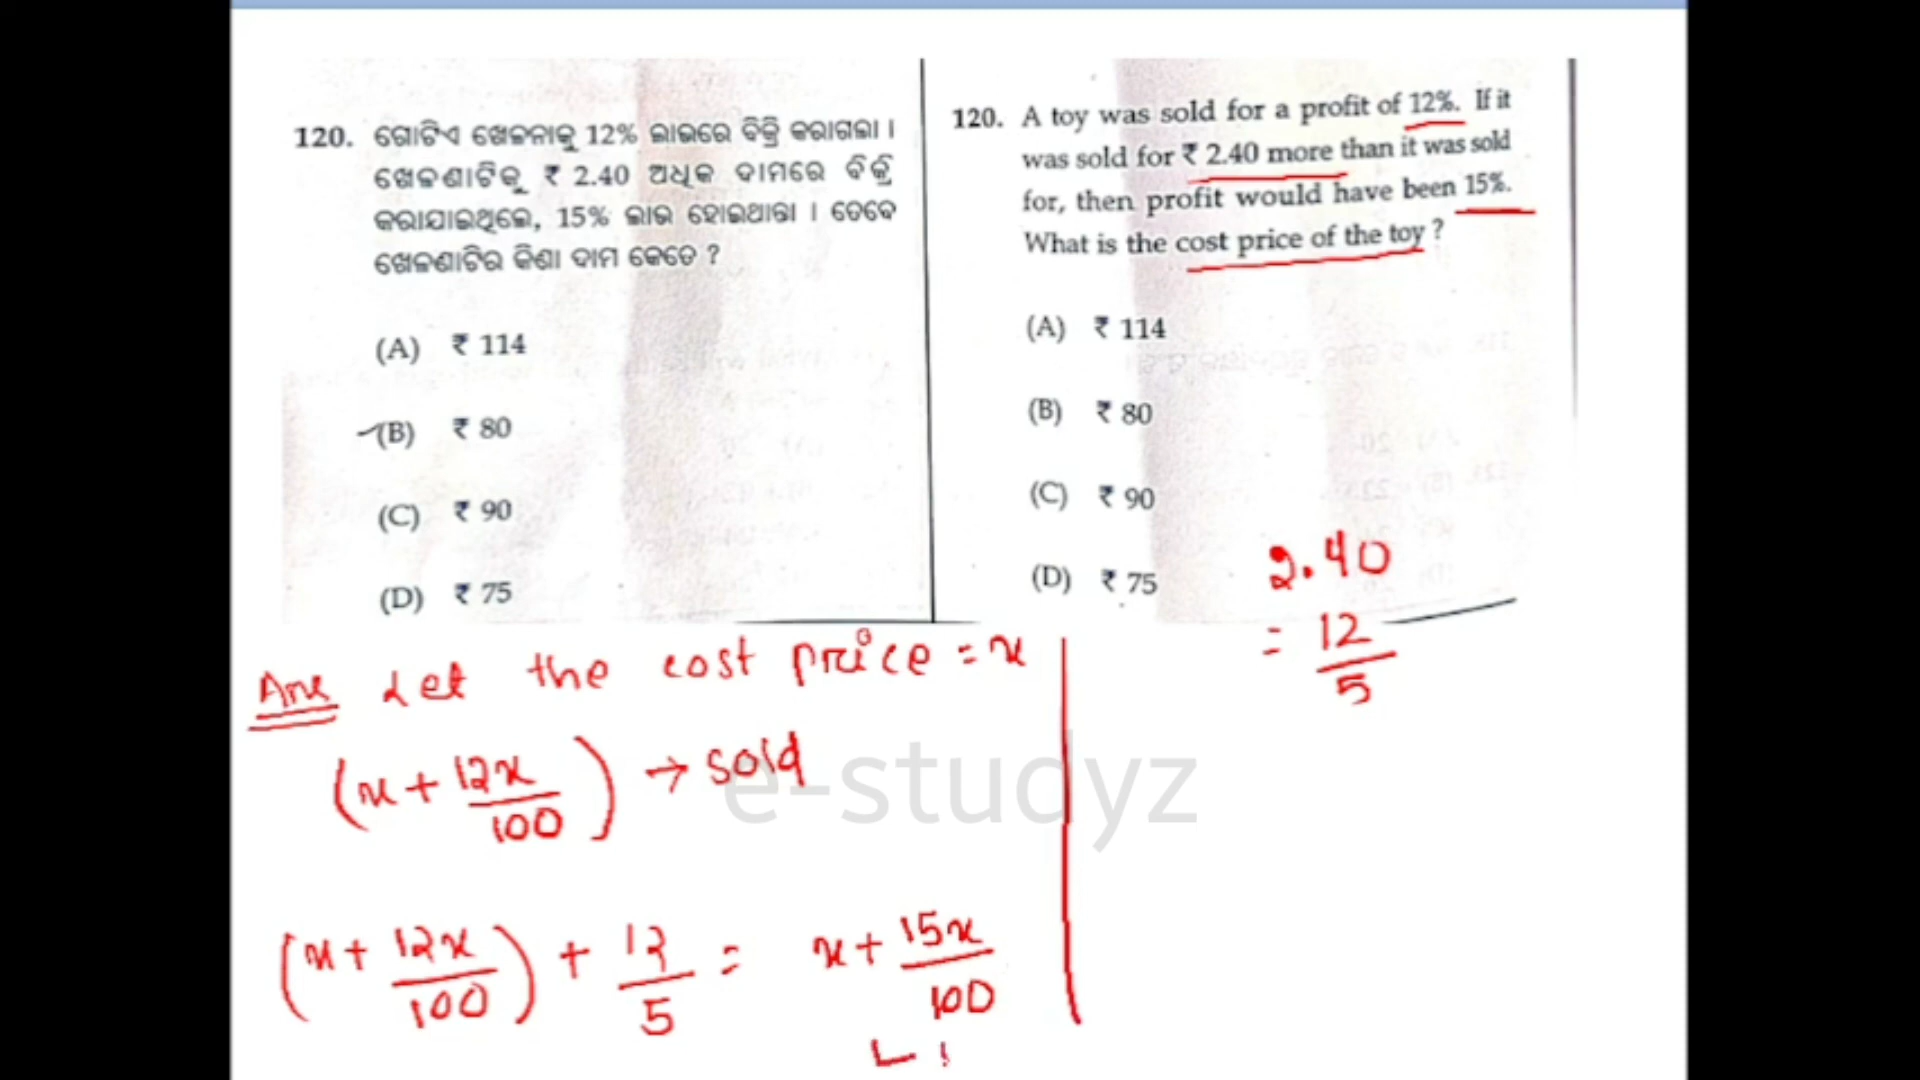 120. ଗୋଟିଏ ଖେଳନାକୁ 12% ଲାଭରେ ବିକ୍ରି କରାଗଲା ।
ଖେଳଣାଟିକୁ ₹ 2.40 ଅଧିକ ଦାମରେ ବିକ୍ରି
କରାଯାଇଥିଲେ, 15% ଲାଭ ହୋଇଥାନ୍ତା । ତେବେ
ଖେଳଣାଟିର କିଣା ଦାମ କେତେ ?
(A) ₹ 114
(B) ₹ 80
(C) ₹ 90
(D) ₹ 75
120. A toy was sold for a profit of 12%. If it
was sold for ₹ 2.40 more than it was sold
for, then profit would have been 15%.
What is the cost price of the toy ?
(A) ₹ 114
(B) ₹ 80
(C) ₹ 90
(D) ₹ 75
2.40
= 12/5
Ans Let the cost price = x
(x + 12x/100) → sold
e-studyz
(x + 12x/100) + 12/5 = x + 15x/100